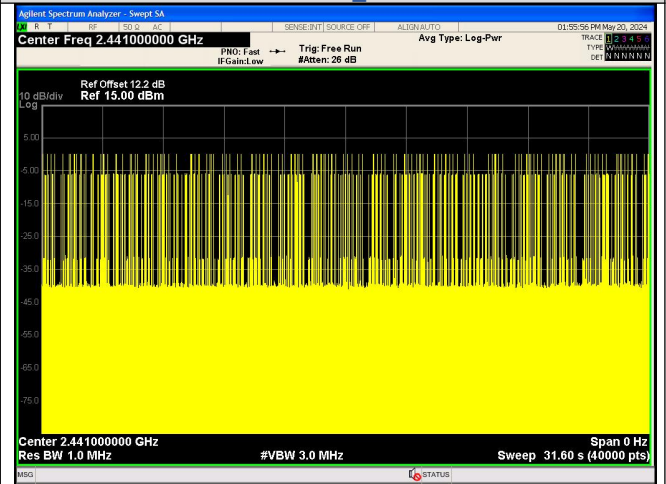 Agilent Spectrum Analyzer - Swept SA
R T RF 50 Ω AC SENSE:INT SOURCE OFF ALIGN AUTO 01:55:56 PM May 20, 2024
Center Freq 2.441000000 GHz Avg Type: Log-Pwr TRACE 1 2 3 4 5 6
PNO: Fast Trig: Free Run TYPE W
IFGain:Low #Atten: 26 dB DET N N N N N N
Ref Offset 12.2 dB
10 dB/div Ref 15.00 dBm
Log
5.00
-5.00
-15.0
-25.0
-35.0
-45.0
-55.0
-65.0
-75.0
Center 2.441000000 GHz Span 0 Hz
Res BW 1.0 MHz #VBW 3.0 MHz Sweep 31.60 s (40000 pts)
MSG STATUS